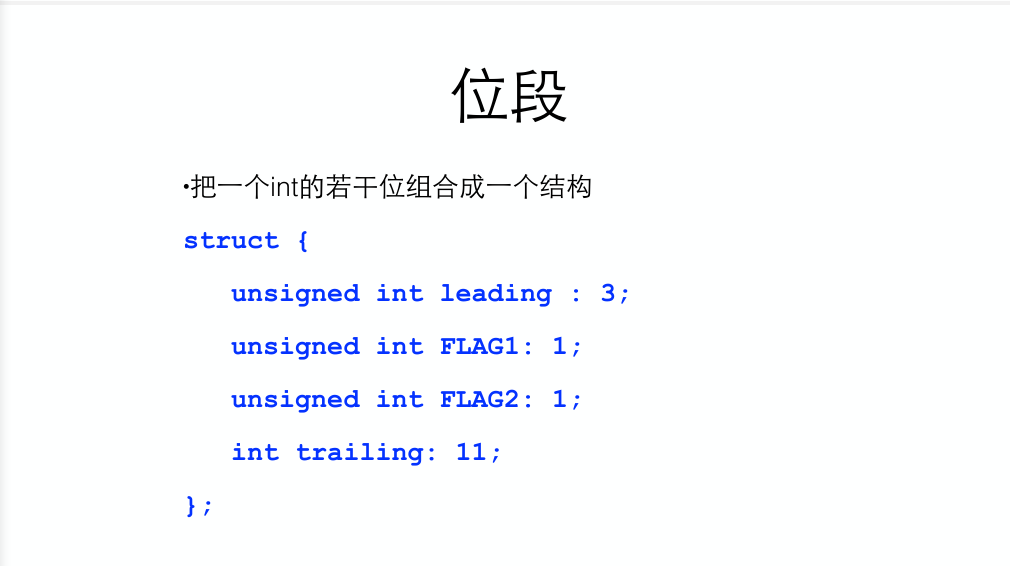 位段
•把一个int的若干位组合成一个结构
struct {
unsigned int leading : 3;
unsigned int FLAG1: 1;
unsigned int FLAG2: 1;
int trailing: 11;
};